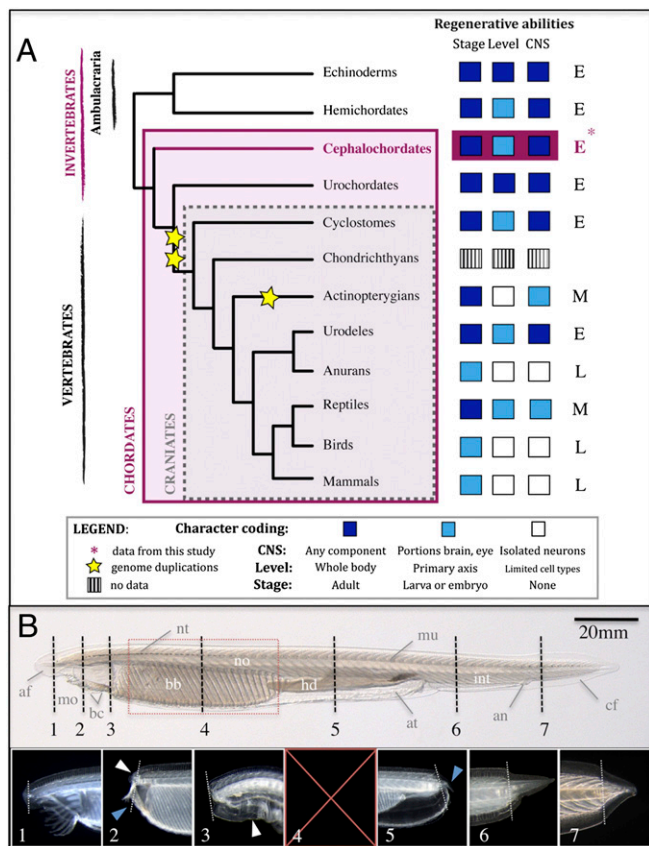 A
Regenerative abilities
Stage Level CNS
INVERTEBRATES
Ambulacraria
VERTEBRATES
CHORDATES
CRANIATES
Echinoderms E
Hemichordates E
Cephalochordates E*
Urochordates E
Cyclostomes E
Chondrichthyans
Actinopterygians M
Urodeles E
Anurans L
Reptiles M
Birds L
Mammals L
LEGEND: Character coding:
* data from this study CNS: Any component Portions brain, eye Isolated neurons
genome duplications Level: Whole body Primary axis Limited cell types
no data Stage: Adult Larva or embryo None
B
20mm
nt no mu
af mo bc bb hd at int an cf
1 2 3 4 5 6 7
1 2 3 4 5 6 7